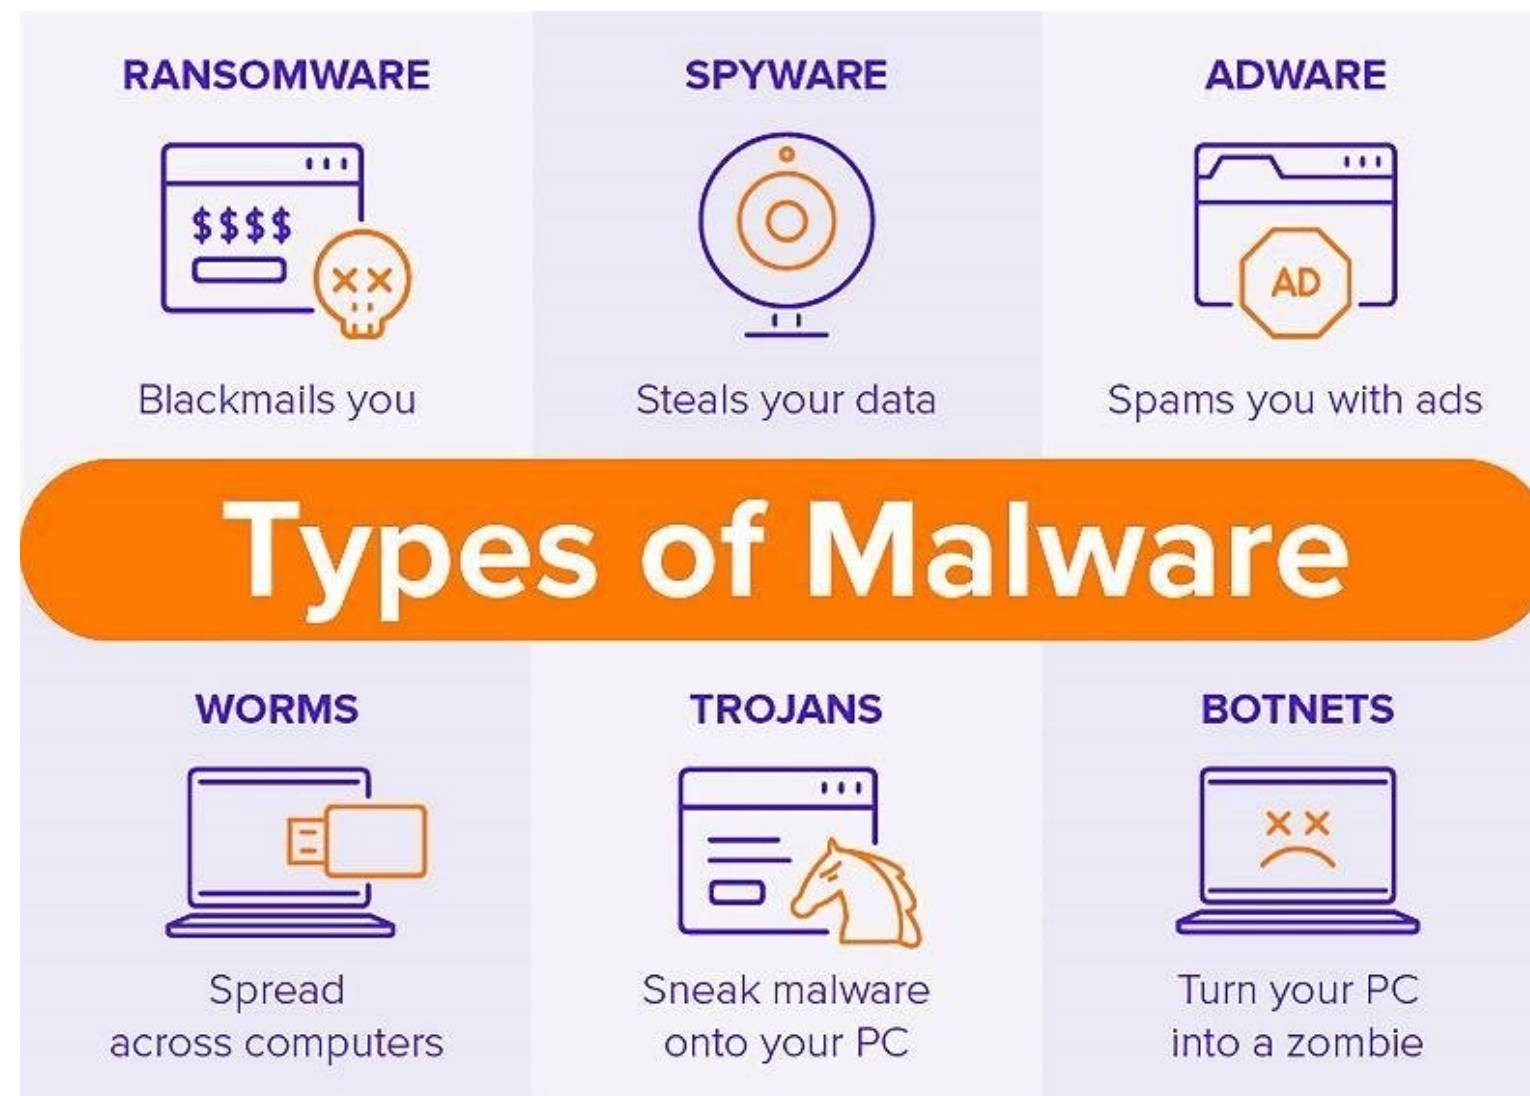 RANSOMWARE
SPYWARE
ADWARE
$$$$
AD
Blackmails you
Steals your data
Spams you with ads
Types of Malware
WORMS
TROJANS
BOTNETS
Spread
across computers
Sneak malware
onto your PC
Turn your PC
into a zombie